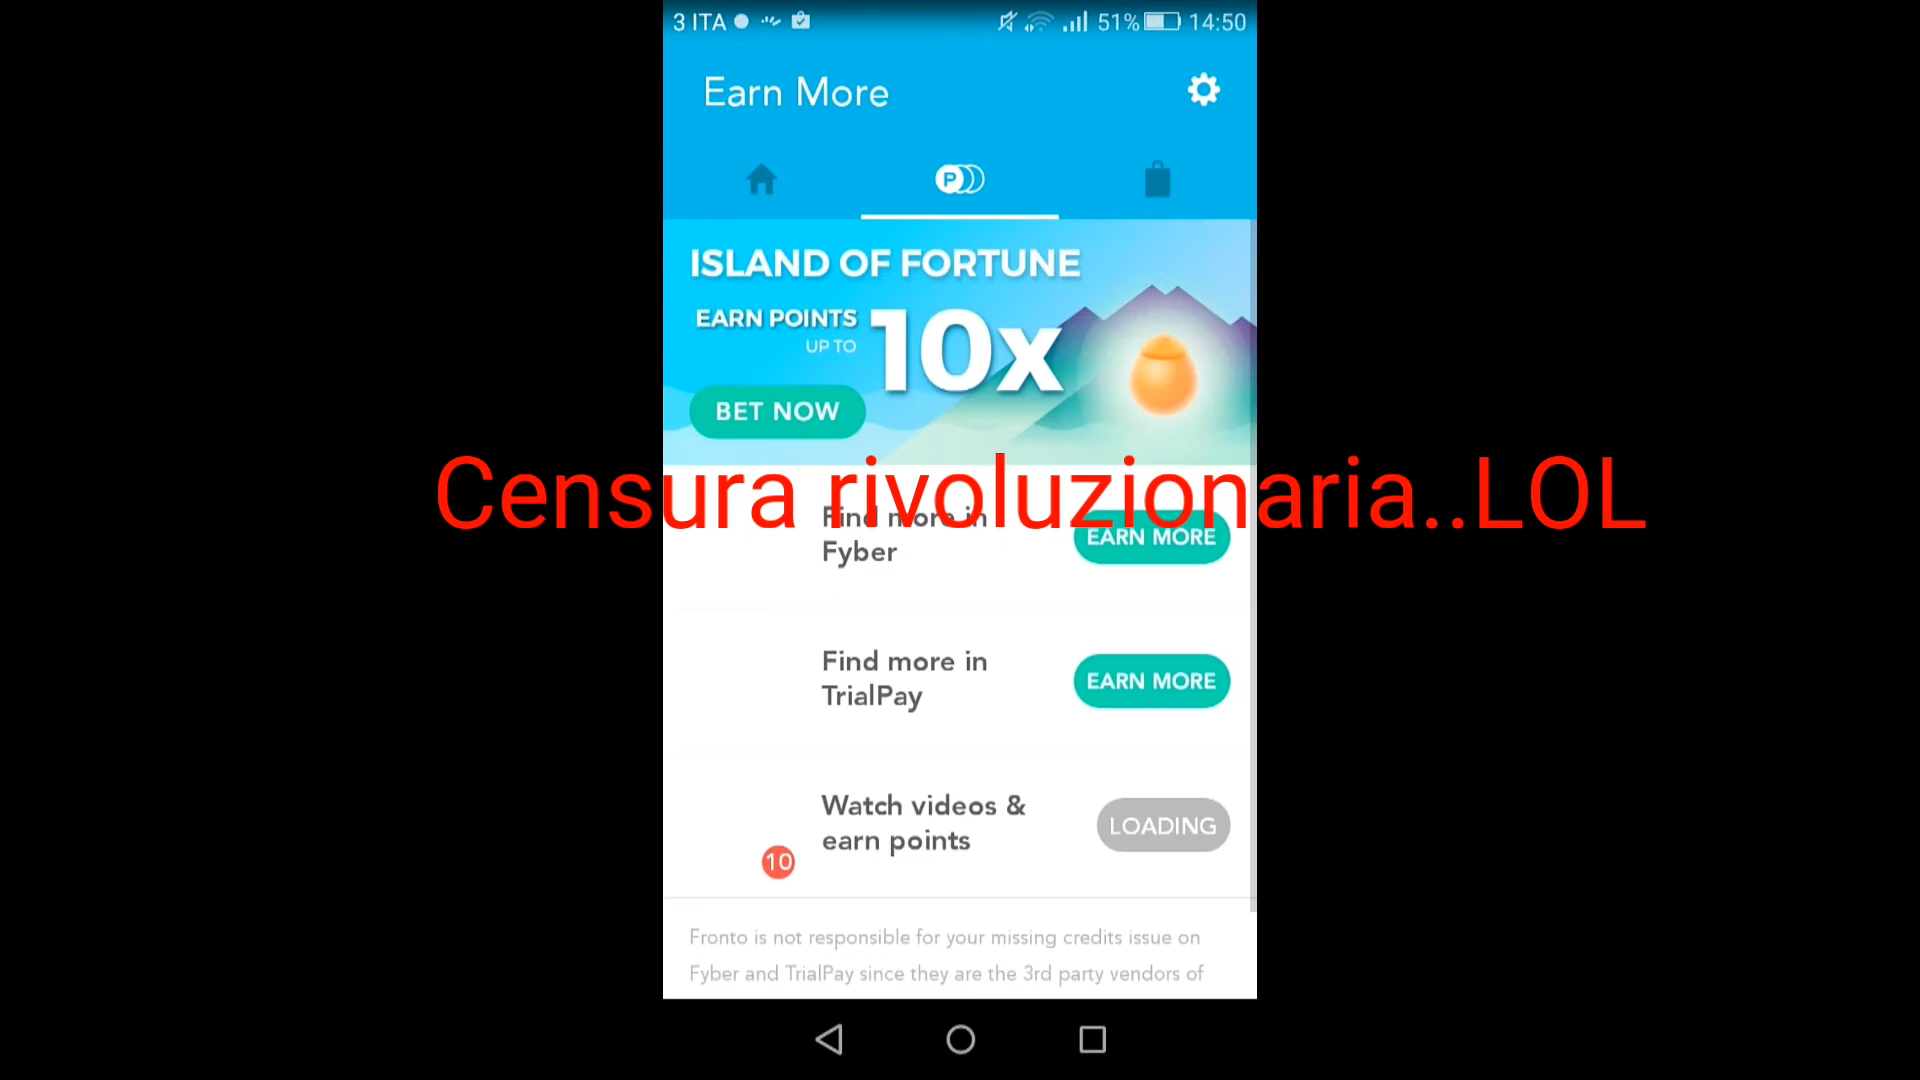 3 ITA 51% 14:50
Earn More
P
ISLAND OF FORTUNE
EARN POINTS
UP TO
10x
BET NOW
Censura rivoluzionaria..LOL
Find more in
Fyber
EARN MORE
Find more in
TrialPay
EARN MORE
Watch videos &
earn points
LOADING
10
Fronto is not responsible for your missing credits issue on
Fyber and TrialPay since they are the 3rd party vendors of